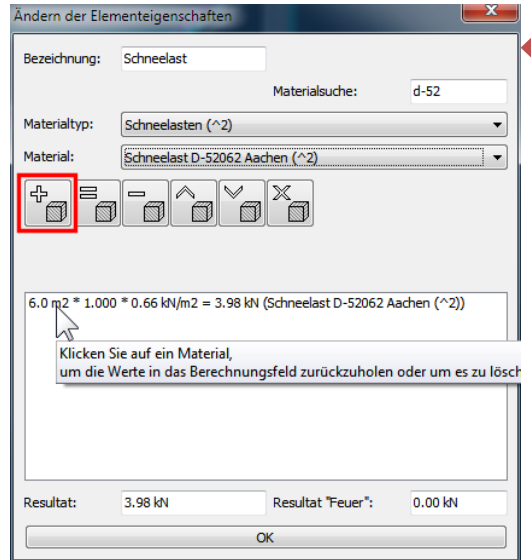 Ändern der Elementeigenschaften
Bezeichnung: Schneelast
Materialsuche: d-52
Materialtyp: Schneelasten (^2)
Material: Schneelast D-52062 Aachen (^2)
6.0 m2 * 1.000 * 0.66 kN/m2 = 3.98 kN (Schneelast D-52062 Aachen (^2))
Klicken Sie auf ein Material,
um die Werte in das Berechnungsfeld zurückzuholen oder um es zu lösch
Resultat: 3.98 kN Resultat "Feuer": 0.00 kN
OK